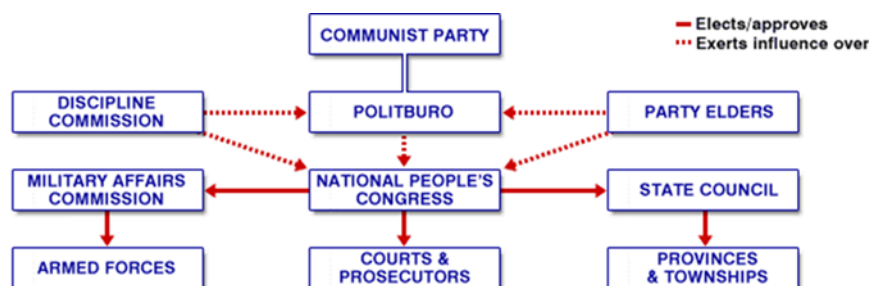 COMMUNIST PARTY
Elects/approves
Exerts influence over
DISCIPLINE
COMMISSION
POLITBURO
PARTY ELDERS
MILITARY AFFAIRS
COMMISSION
NATIONAL PEOPLE'S
CONGRESS
STATE COUNCIL
ARMED FORCES
COURTS &
PROSECUTORS
PROVINCES
& TOWNSHIPS